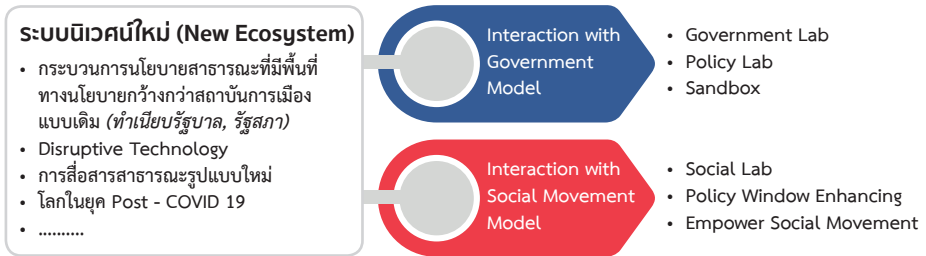 ระบบนิเวศน์ใหม่ (New Ecosystem)
• กระบวนการนโยบายสาธารณะที่มีพื้นที่
ทางนโยบายกว้างกว่าสถาบันการเมือง
แบบเดิม (ทำเนียบรัฐบาล, รัฐสภา)
• Disruptive Technology
• การสื่อสารสาธารณะรูปแบบใหม่
• โลกในยุค Post - COVID 19
• ..........
Interaction with
Government
Model
• Government Lab
• Policy Lab
• Sandbox
Interaction with
Social Movement
Model
• Social Lab
• Policy Window Enhancing
• Empower Social Movement